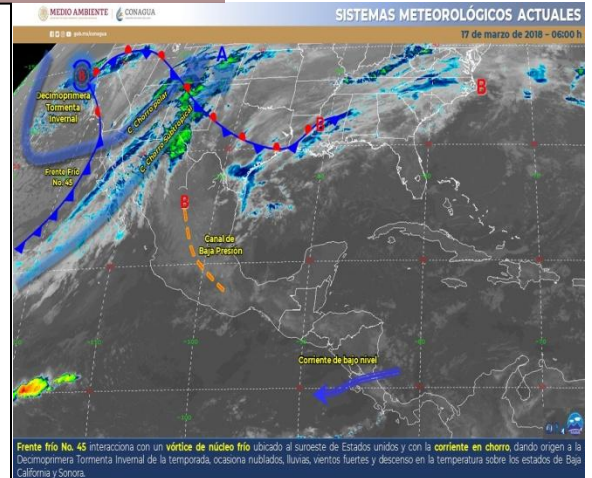 MEDIO AMBIENTE
CONAGUA
SISTEMAS METEOROLÓGICOS ACTUALES
gob.mx/conagua
17 de marzo de 2018 - 06:00 h
A
B
Decimoprimera
Tormenta
Invernal
C. Chorro polar
C. Chorro Subtropical
B
Frente Frío
No. 45
B
Canal de
Baja Presión
Corriente de bajo nivel
Frente frío No. 45 interacciona con un vórtice de núcleo frío ubicado al suroeste de Estados unidos y con la corriente en chorro, dando origen a la
Decimoprimera Tormenta Invernal de la temporada, ocasiona nublados, lluvias, vientos fuertes y descenso en la temperatura sobre los estados de Baja
California y Sonora.